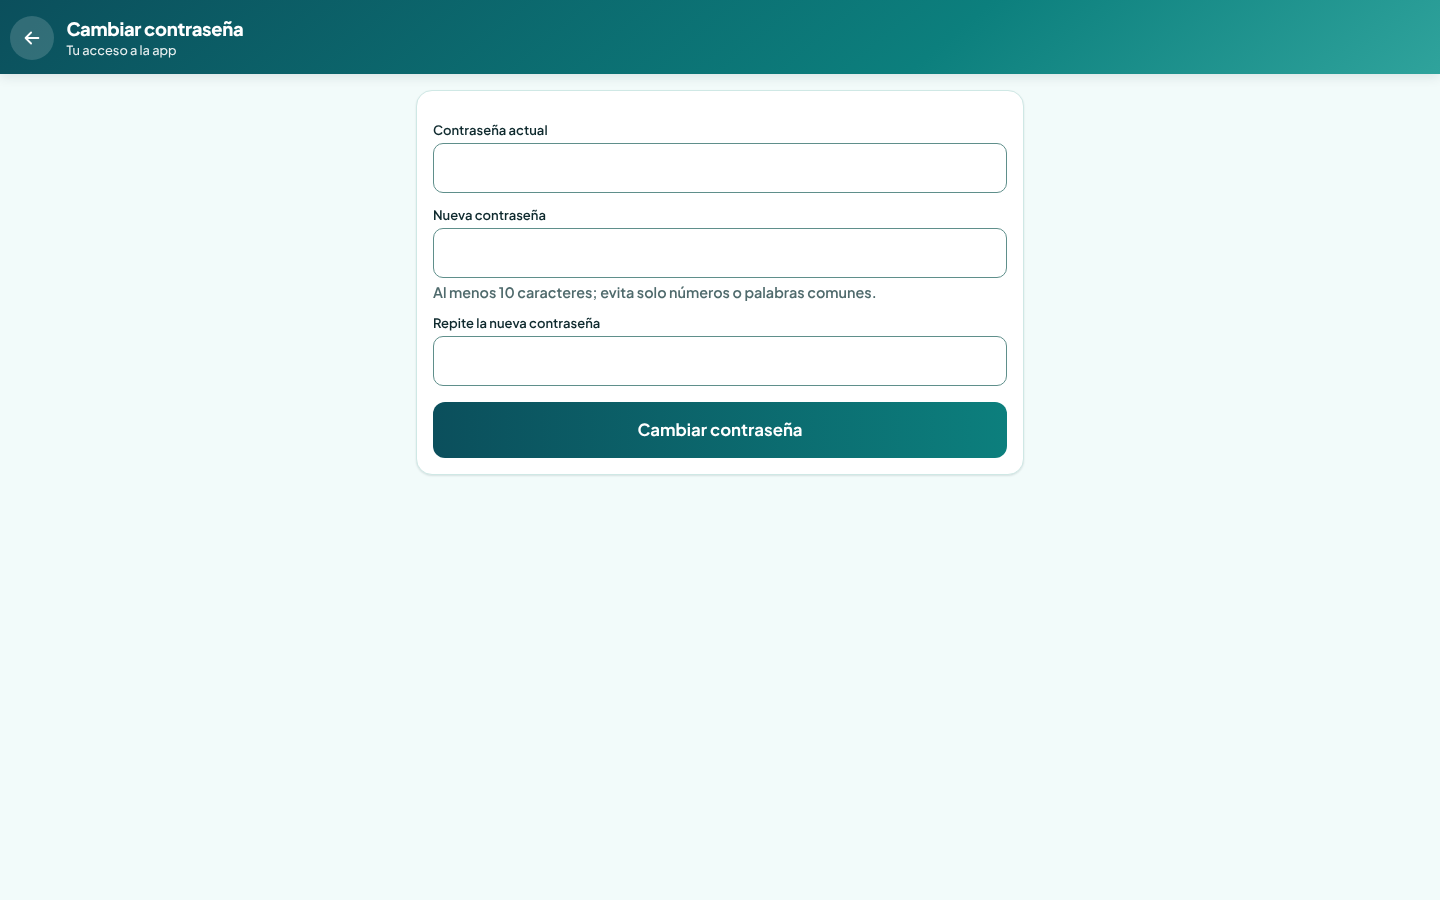 Cambiar contraseña
Tu acceso a la app
Contraseña actual
Nueva contraseña
Al menos 10 caracteres; evita solo números o palabras comunes.
Repite la nueva contraseña
Cambiar contraseña